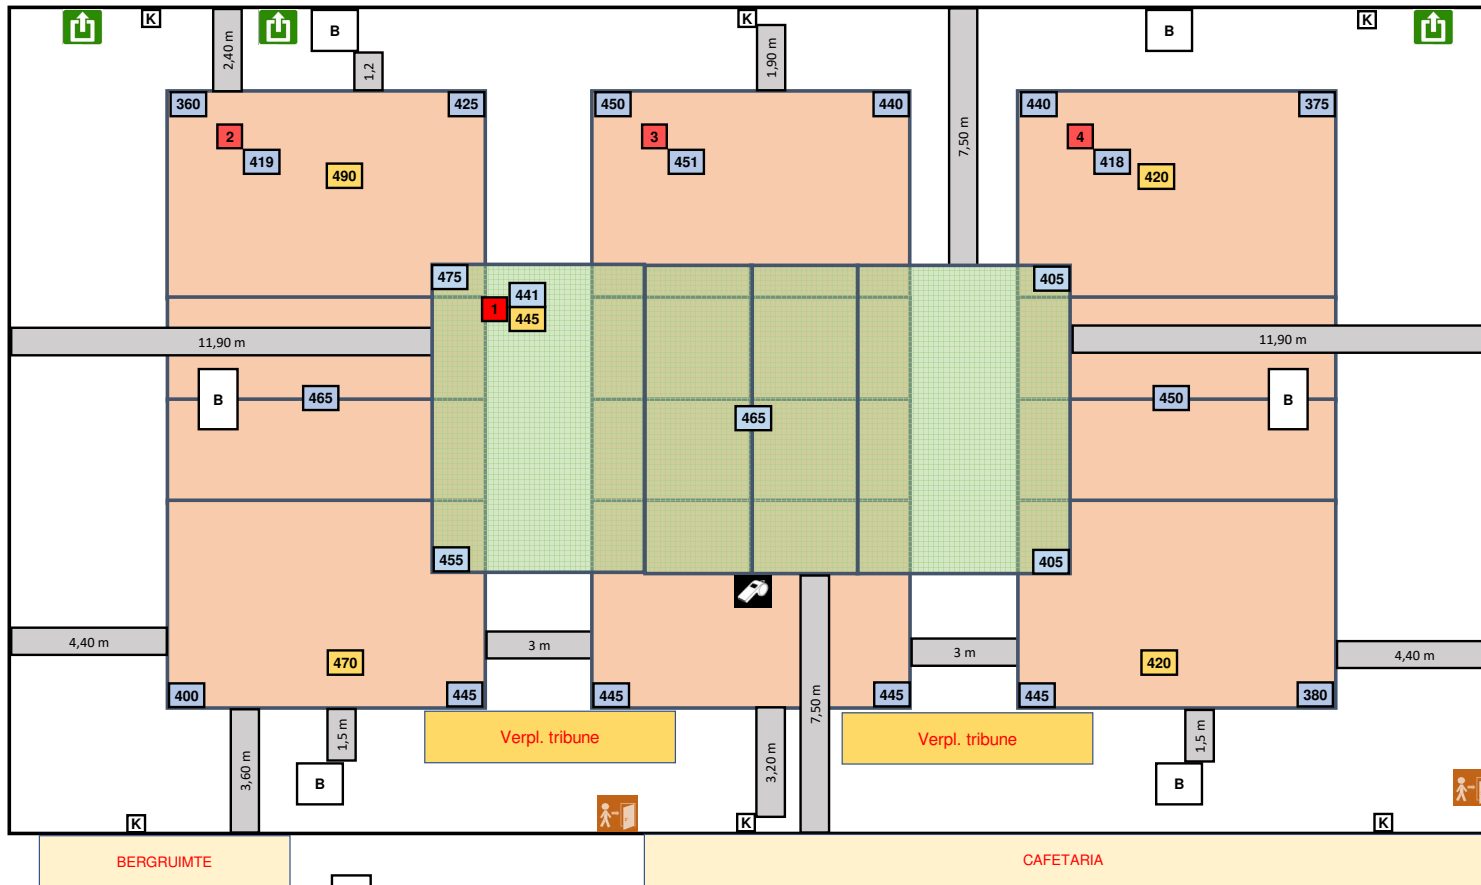 K
B
K
B
K
2,40 m
1,2
1,90 m
7,50 m
360
425
450
440
440
375
2
419
490
3
451
4
418
420
475
405
1
441
445
11,90 m
11,90 m
B
465
465
450
B
455
405
4,40 m
3 m
3 m
4,40 m
470
420
400
445
445
445
445
380
Verpl. tribune
Verpl. tribune
3,60 m
1,5 m
3,20 m
7,50 m
1,5 m
B
B
K
K
K
BERGRUIMTE
CAFETARIA